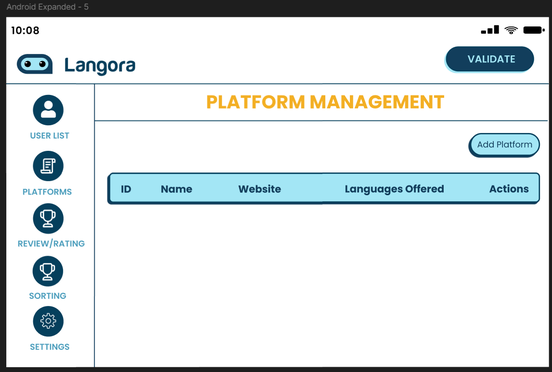 Android Expanded - 5
10:08
Langora
VALIDATE
PLATFORM MANAGEMENT
USER LIST
Add Platform
PLATFORMS
ID Name Website Languages Offered Actions
REVIEW/RATING
SORTING
SETTINGS